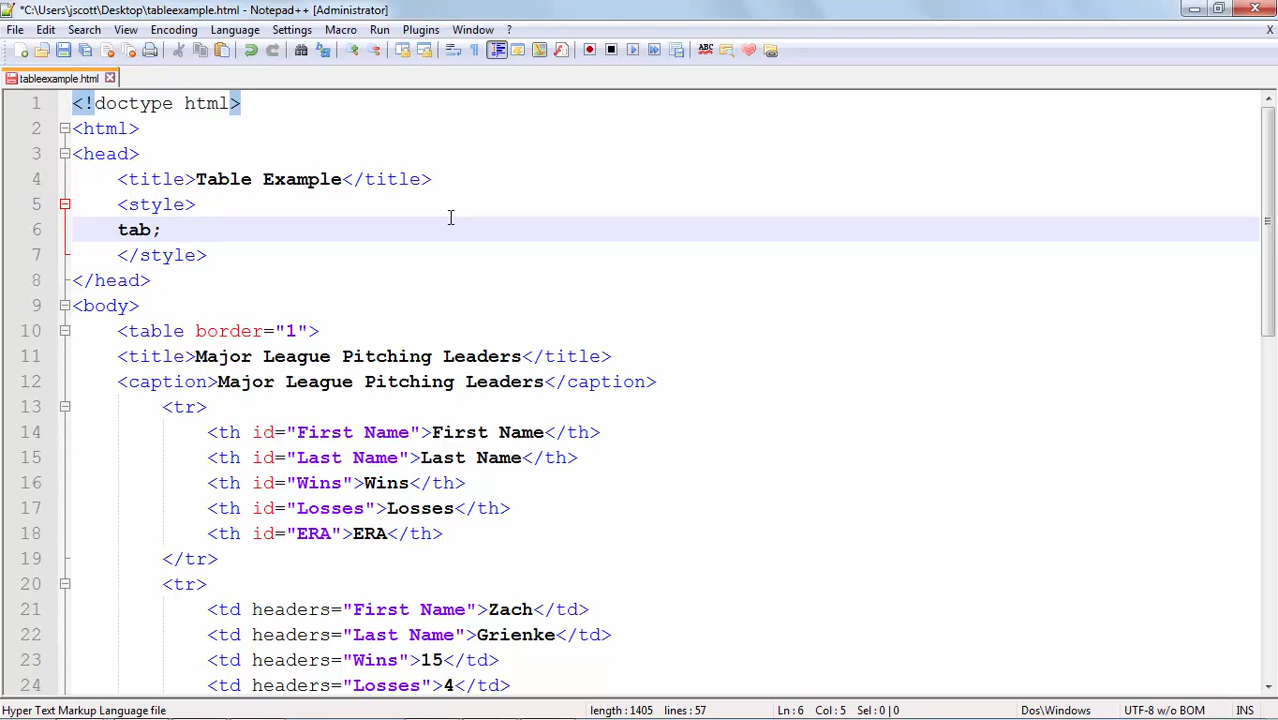 *C:\Users\jscott\Desktop\tableexample.html - Notepad++ [Administrator]
File Edit Search View Encoding Language Settings Macro Run Plugins Window ? X
tableexample.html
1 <!doctype html>
2 <html>
3 <head>
4 <title>Table Example</title>
5 <style>
6 tab;
7 </style>
8 </head>
9 <body>
10 <table border="1">
11 <title>Major League Pitching Leaders</title>
12 <caption>Major League Pitching Leaders</caption>
13 <tr>
14 <th id="First Name">First Name</th>
15 <th id="Last Name">Last Name</th>
16 <th id="Wins">Wins</th>
17 <th id="Losses">Losses</th>
18 <th id="ERA">ERA</th>
19 </tr>
20 <tr>
21 <td headers="First Name">Zach</td>
22 <td headers="Last Name">Grienke</td>
23 <td headers="Wins">15</td>
24 <td headers="Losses">4</td>
Hyper Text Markup Language file length : 1405 lines : 57 Ln : 6 Col : 5 Sel : 0 | 0 Dos\Windows UTF-8 w/o BOM INS